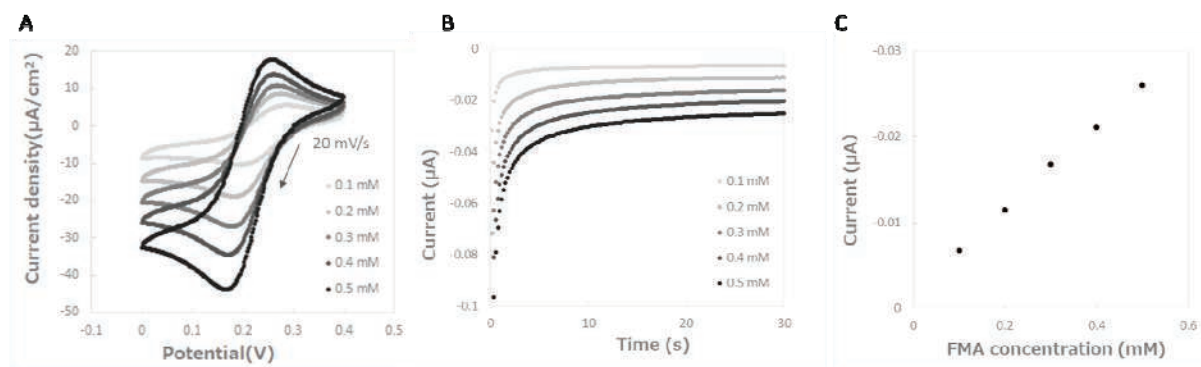 A
Current density(µA/cm²)
20
10
0
-10
-20
-30
-40
-50
20 mV/s
0.1 mM
0.2 mM
0.3 mM
0.4 mM
0.5 mM
-0.1
0
0.1
0.2
0.3
0.4
0.5
Potential(V)
B
Current (µA)
0
-0.02
-0.04
-0.06
-0.08
-0.1
0.1 mM
0.2 mM
0.3 mM
0.4 mM
0.5 mM
0
10
20
30
Time (s)
C
Current (µA)
-0.03
-0.02
-0.01
0
0
0.2
0.4
0.6
FMA concentration (mM)